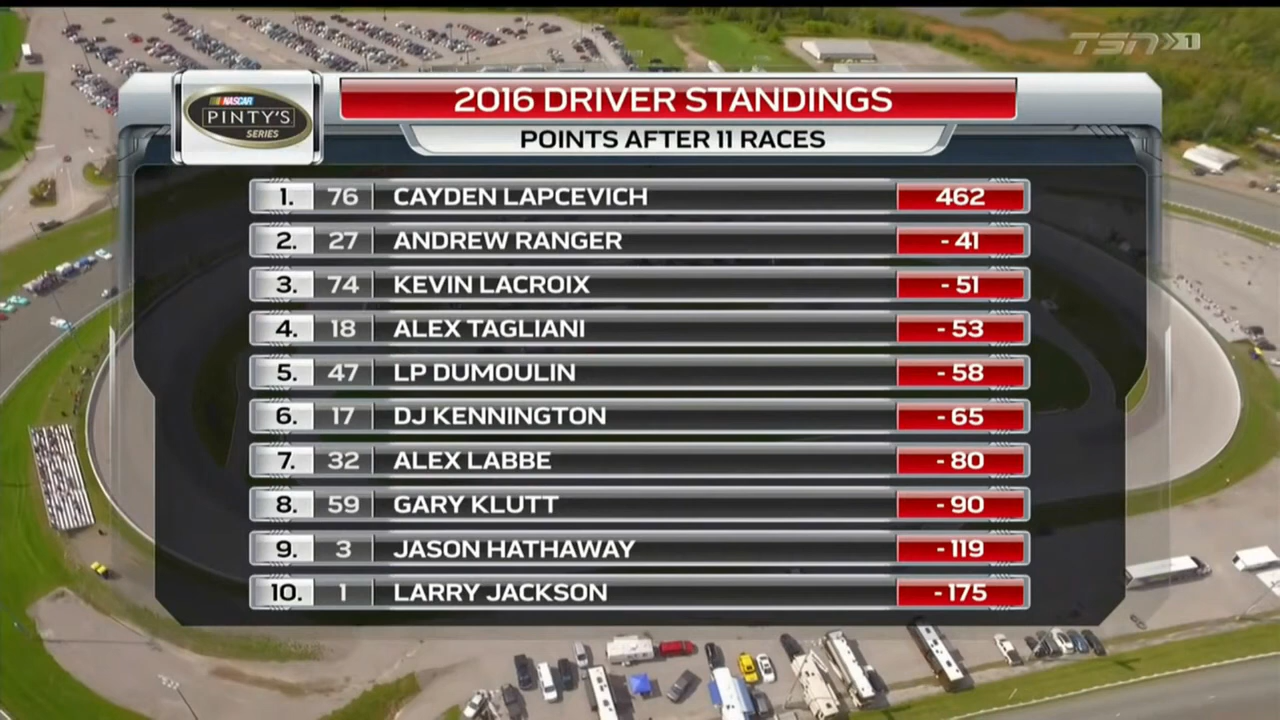 TSN 1
NASCAR
PINTY'S
SERIES
2016 DRIVER STANDINGS
POINTS AFTER 11 RACES
1. 76 CAYDEN LAPCEVICH 462
2. 27 ANDREW RANGER - 41
3. 74 KEVIN LACROIX - 51
4. 18 ALEX TAGLIANI - 53
5. 47 LP DUMOULIN - 58
6. 17 DJ KENNINGTON - 65
7. 32 ALEX LABBE - 80
8. 59 GARY KLUTT - 90
9. 3 JASON HATHAWAY - 119
10. 1 LARRY JACKSON - 175